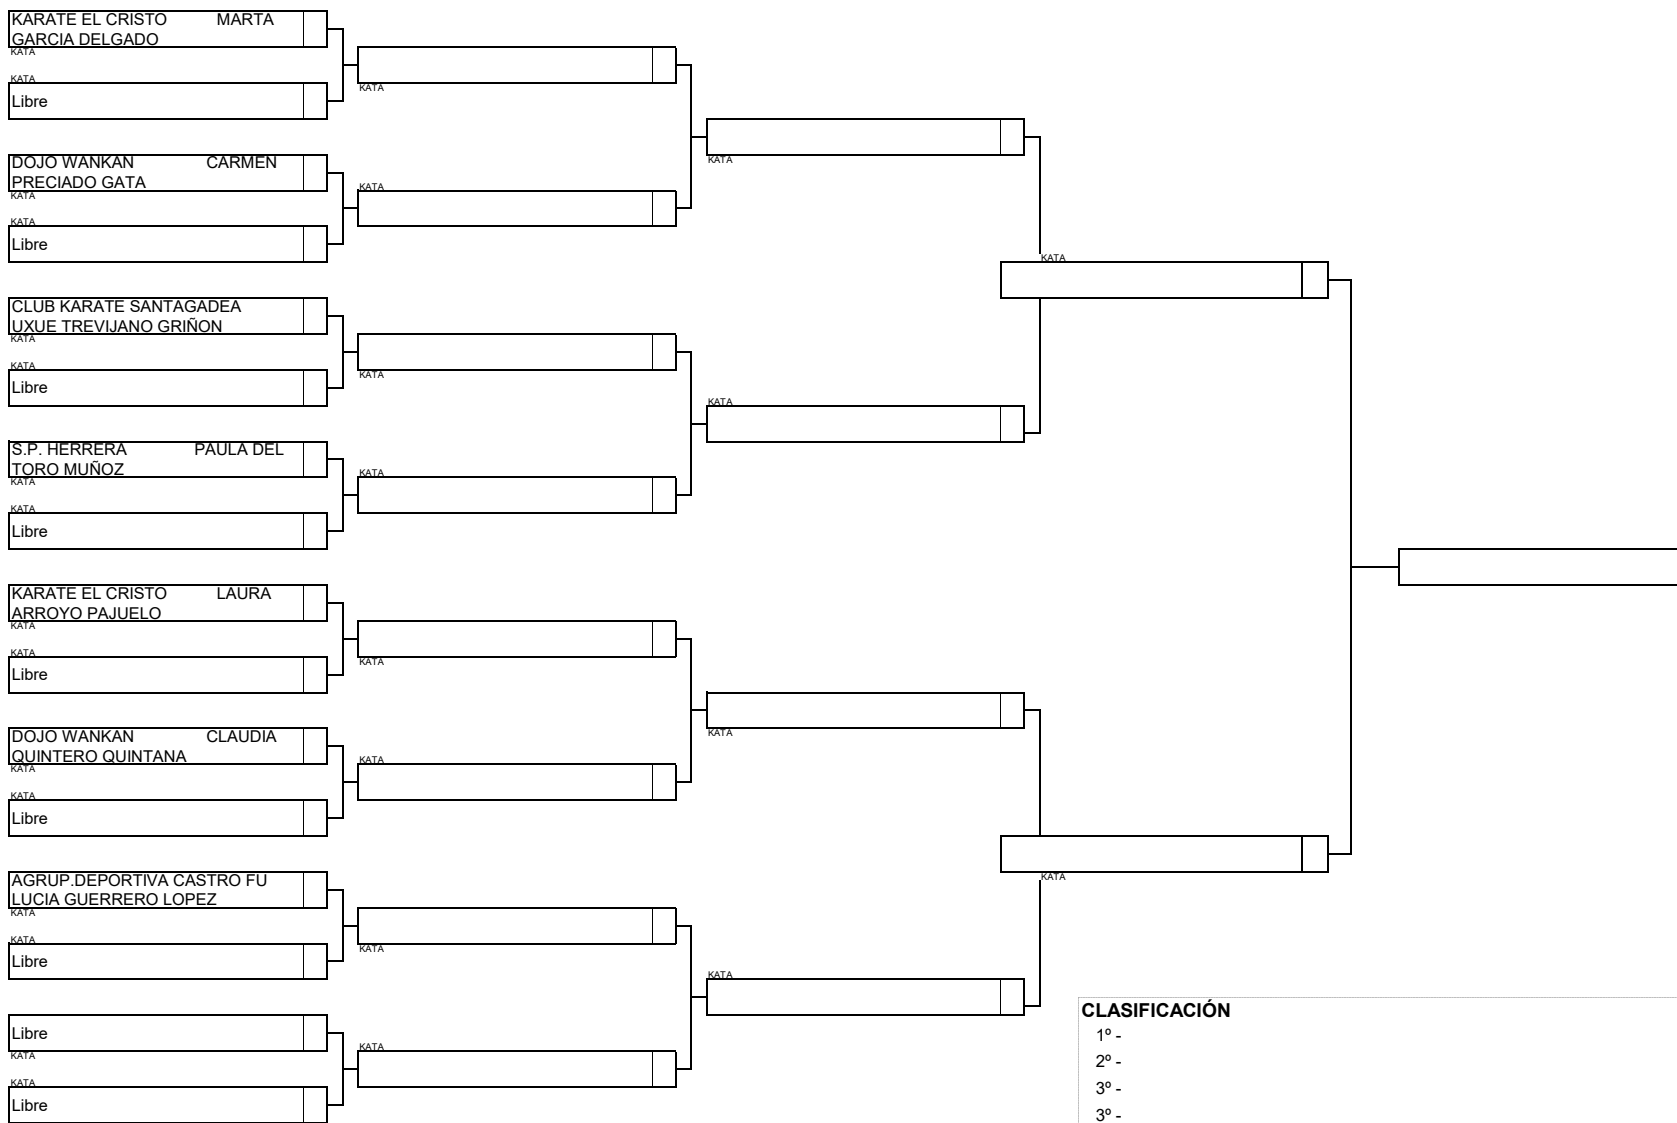 KARATE EL CRISTO MARTA
GARCIA DELGADO
KATA
KATA
Libre
DOJO WANKAN CARMEN
PRECIADO GATA
KATA
KATA
Libre
CLUB KARATE SANTAGADEA
UXUE TREVIJANO GRIÑON
KATA
KATA
Libre
S.P. HERRERA PAULA DEL
TORO MUÑOZ
KATA
KATA
Libre
KARATE EL CRISTO LAURA
ARROYO PAJUELO
KATA
KATA
Libre
DOJO WANKAN CLAUDIA
QUINTERO QUINTANA
KATA
KATA
Libre
AGRUP.DEPORTIVA CASTRO FU
LUCIA GUERRERO LOPEZ
KATA
KATA
Libre
Libre
KATA
KATA
Libre
KATA
KATA
KATA
KATA
KATA
KATA
KATA
KATA
KATA
KATA
KATA
KATA
KATA
KATA
CLASIFICACIÓN
1º -
2º -
3º -
3º -